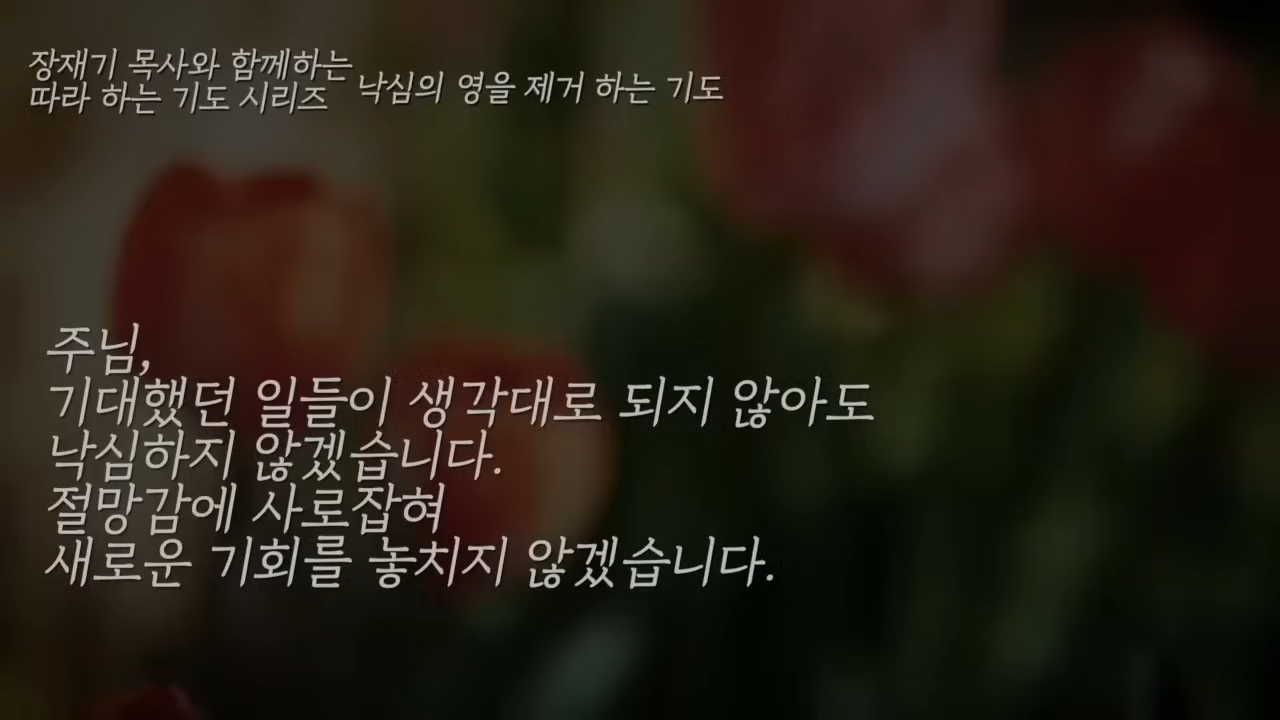 장재기 목사와 함께하는
따라 하는 기도 시리즈
낙심의 영을 제거 하는 기도
주님,
기대했던 일들이 생각대로 되지 않아도
낙심하지 않겠습니다.
절망감에 사로잡혀
새로운 기회를 놓치지 않겠습니다.